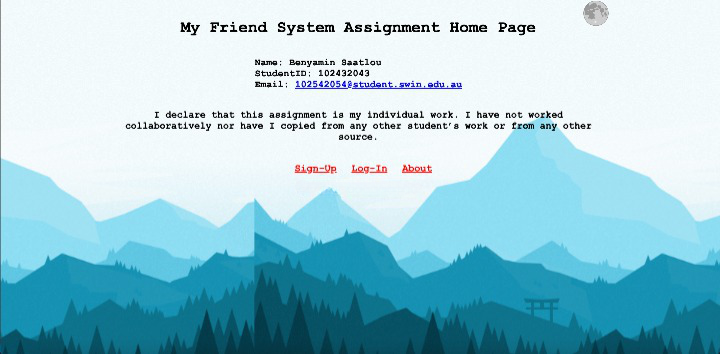 My Friend System Assignment Home Page
Name: Benyamin Saatlou
StudentID: 102432043
Email: 102542054@student.swin.edu.au
I declare that this assignment is my individual work. I have not worked
collaboratively nor have I copied from any other student's work or from any other
source.
Sign-Up Log-In About